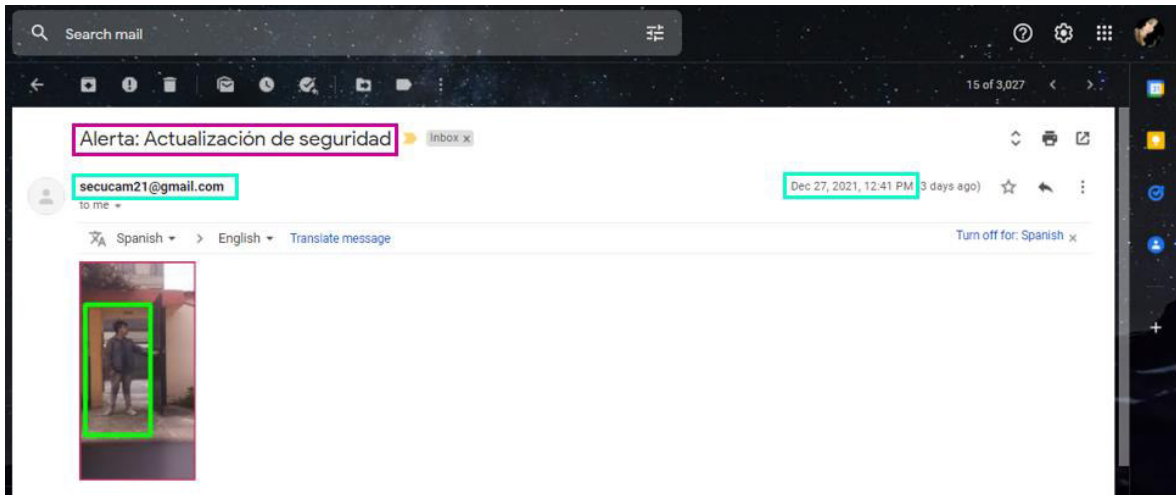 Search mail
15 of 3,027
Alerta: Actualización de seguridad Inbox x
secucam21@gmail.com Dec 27, 2021, 12:41 PM (3 days ago)
to me
Spanish > English Translate message Turn off for: Spanish x